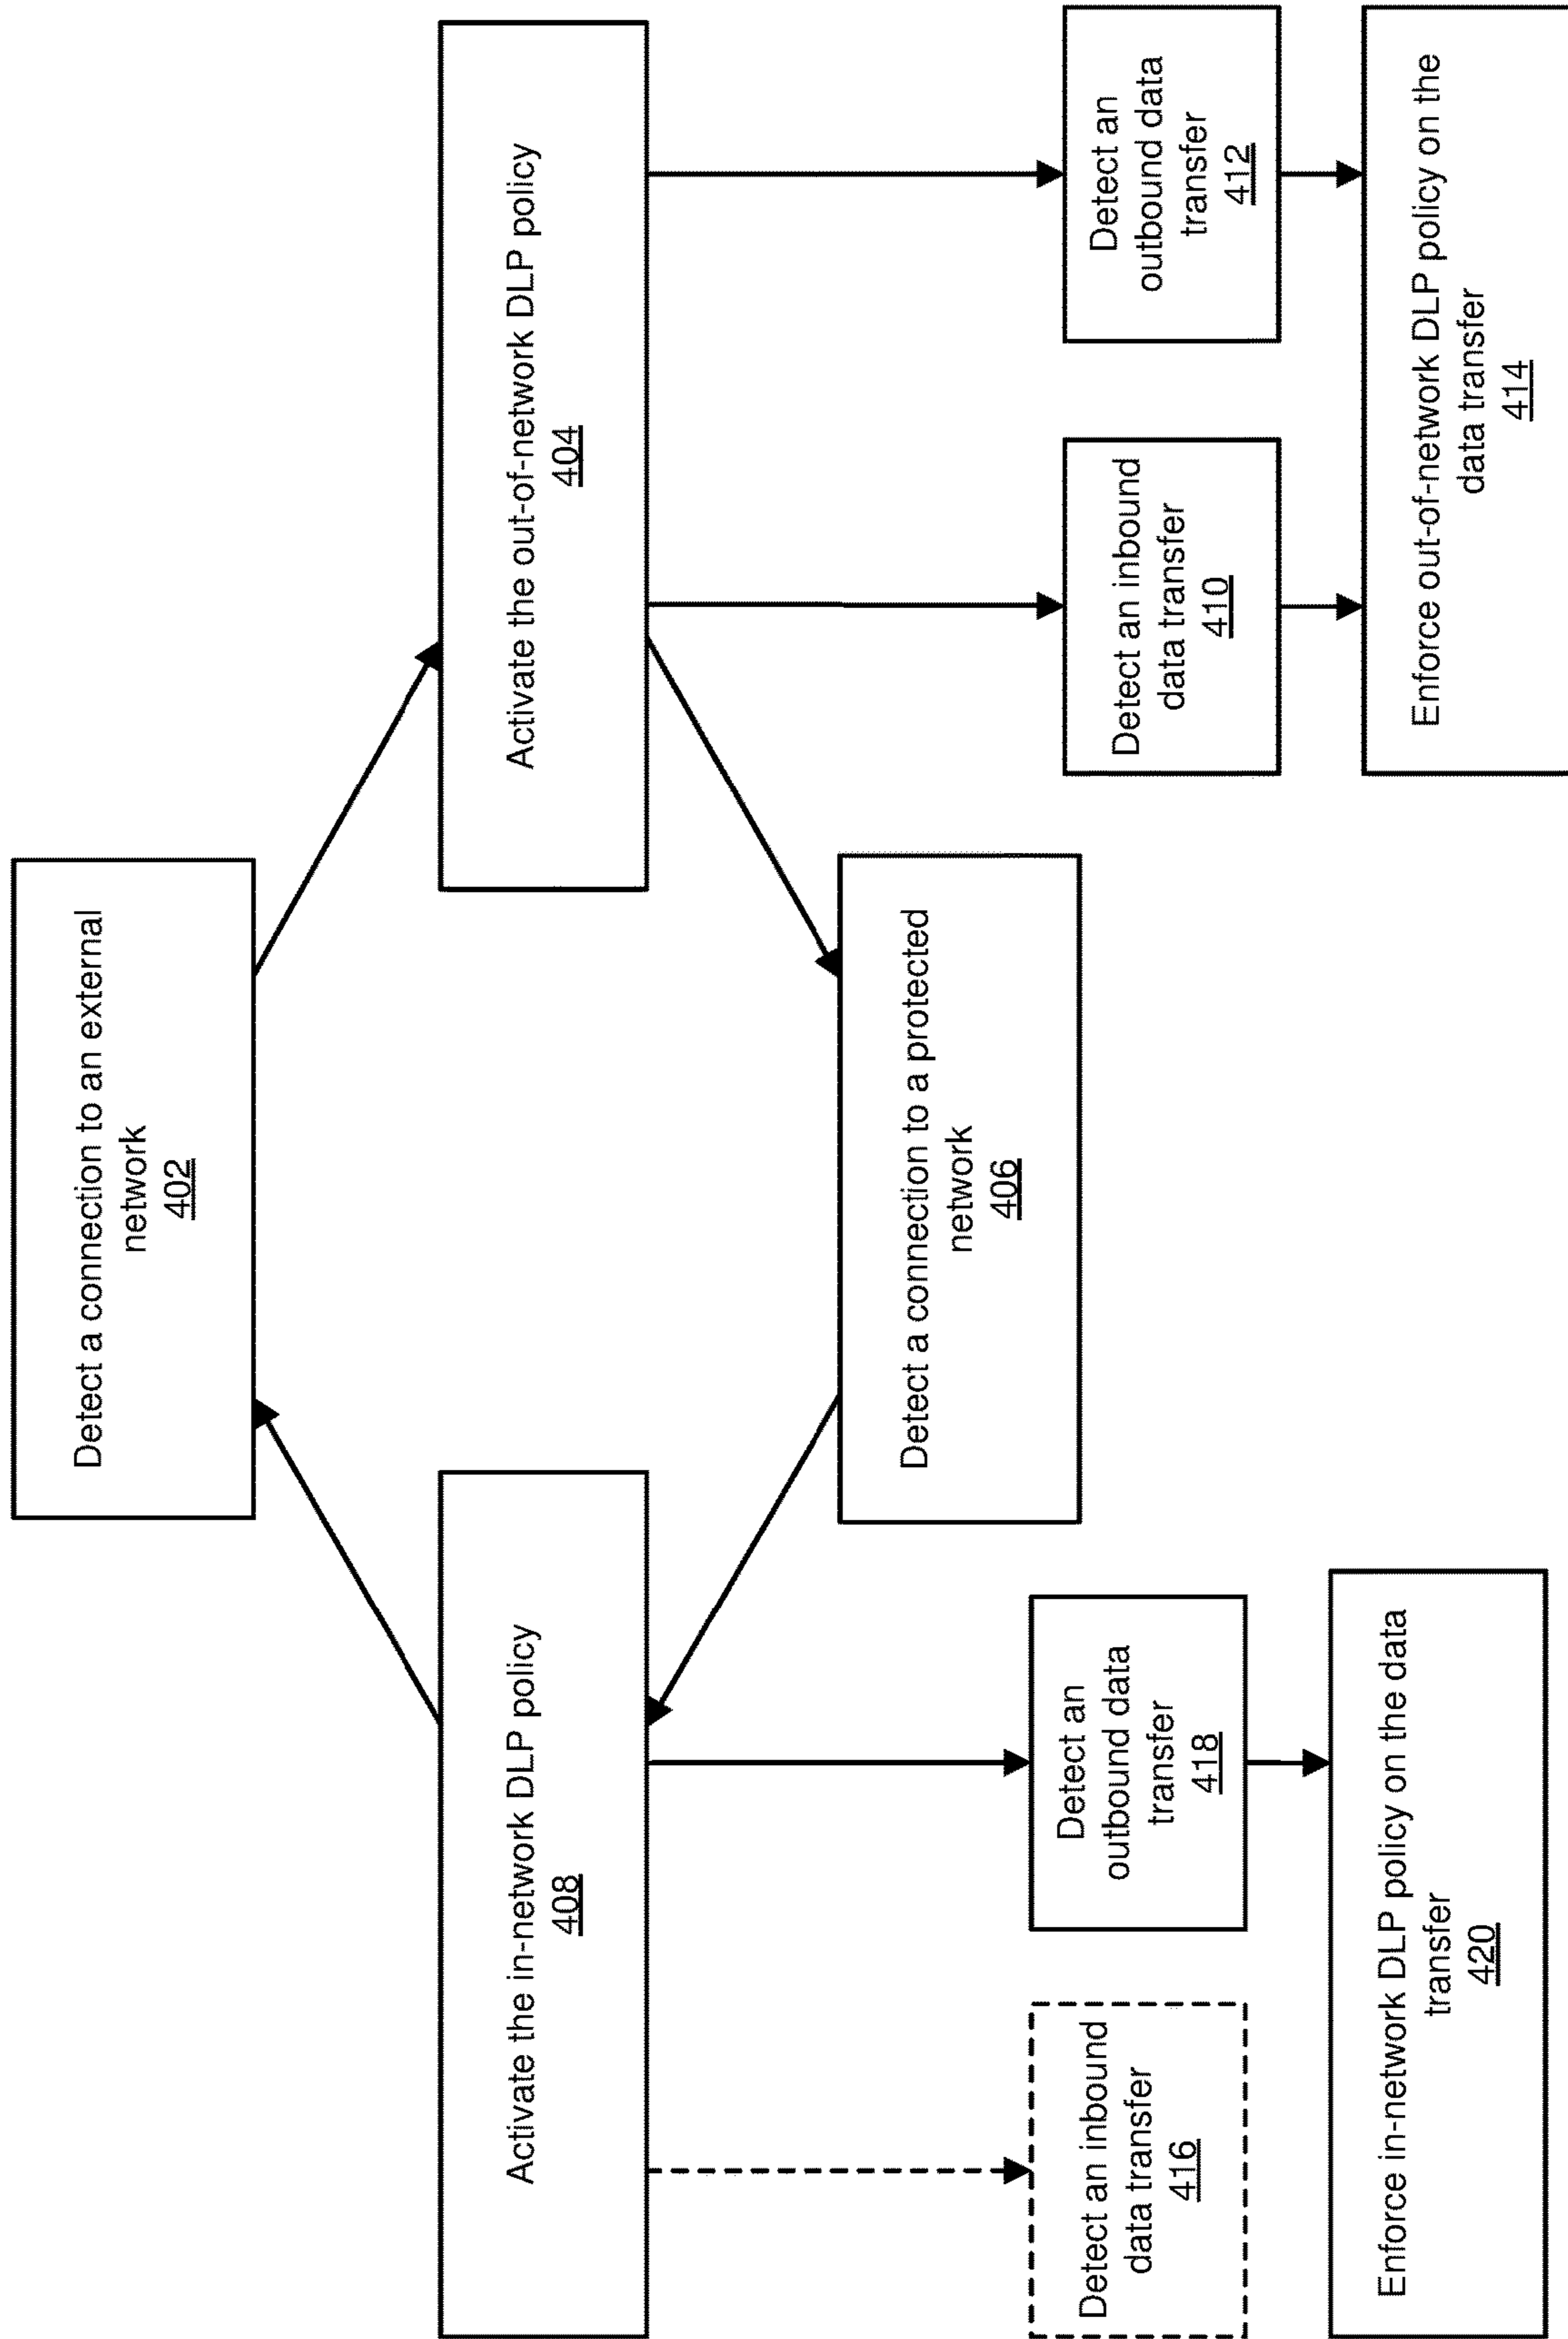 Detect a connection to an external
network
402
Activate the in-network DLP policy
408
Activate the out-of-network DLP policy
404
Detect a connection to a protected
network
406
Detect an inbound
data transfer
416
Detect an
outbound data
transfer
418
Detect an inbound
data transfer
410
Detect an
outbound data
transfer
412
Enforce in-network DLP policy on the data
transfer
420
Enforce out-of-network DLP policy on the
data transfer
414